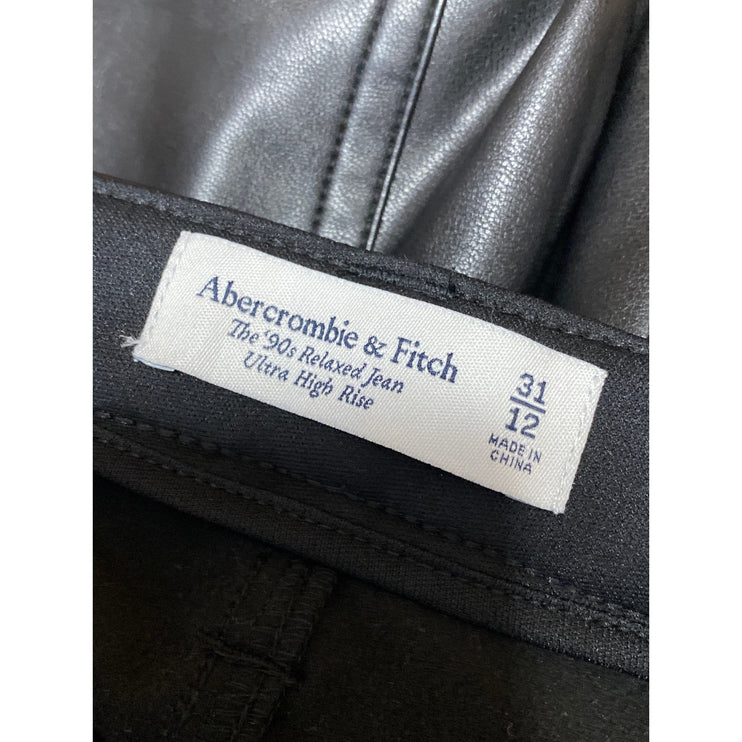 Abercrombie & Fitch
The '90s Relaxed Jean
Ultra High Rise
31
12
MADE IN
CHINA